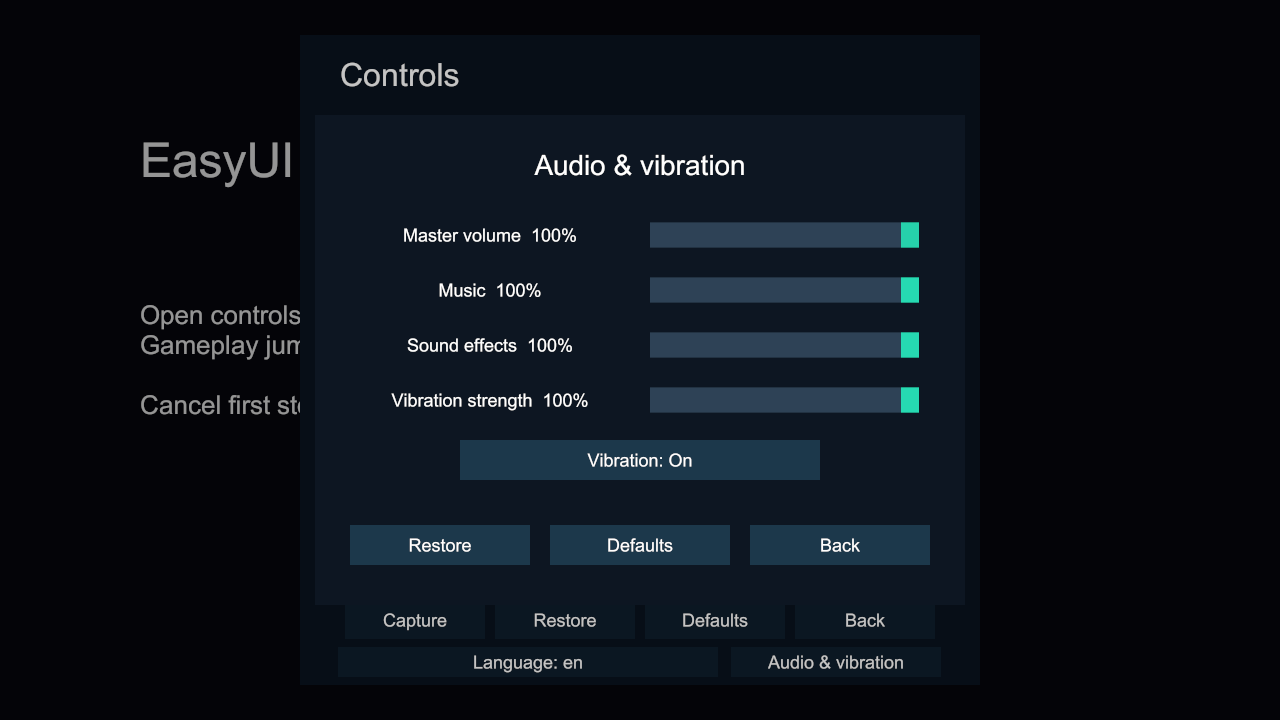 Controls
EasyUI
Audio & vibration
Master volume 100%
Music 100%
Open controls
Gameplay
Sound effects 100%
Cancel first
Vibration strength 100%
Vibration: On
Restore
Defaults
Back
Capture
Restore
Defaults
Back
Language: en
Audio & vibration